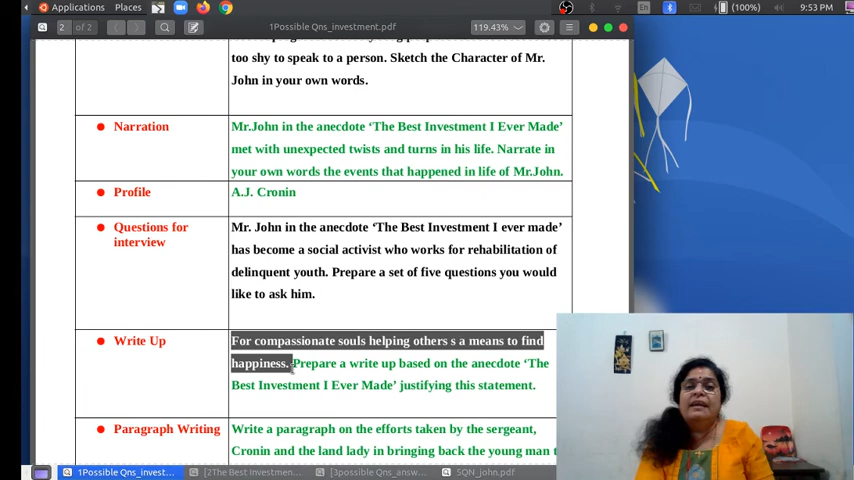 Applications Places En (100%) 9:53 PM
2 of 2 1Possible Qns_investment.pdf 119.43%
too shy to speak to a person. Sketch the Character of Mr.
John in your own words.
Narration
Mr.John in the anecdote ‘The Best Investment I Ever Made’
met with unexpected twists and turns in his life. Narrate in
your own words the events that happened in life of Mr.John.
Profile
A.J. Cronin
Questions for
interview
Mr. John in the anecdote ‘The Best Investment I ever made’
has become a social activist who works for rehabilitation of
delinquent youth. Prepare a set of five questions you would
like to ask him.
Write Up
For compassionate souls helping others s a means to find
happiness. Prepare a write up based on the anecdote ‘The
Best Investment I Ever Made’ justifying this statement.
Paragraph Writing
Write a paragraph on the efforts taken by the sergeant,
Cronin and the land lady in bringing back the young man
1Possible Qns_invest... [2The Best Investmen... [3possible Qns_answ... SQN_john.pdf